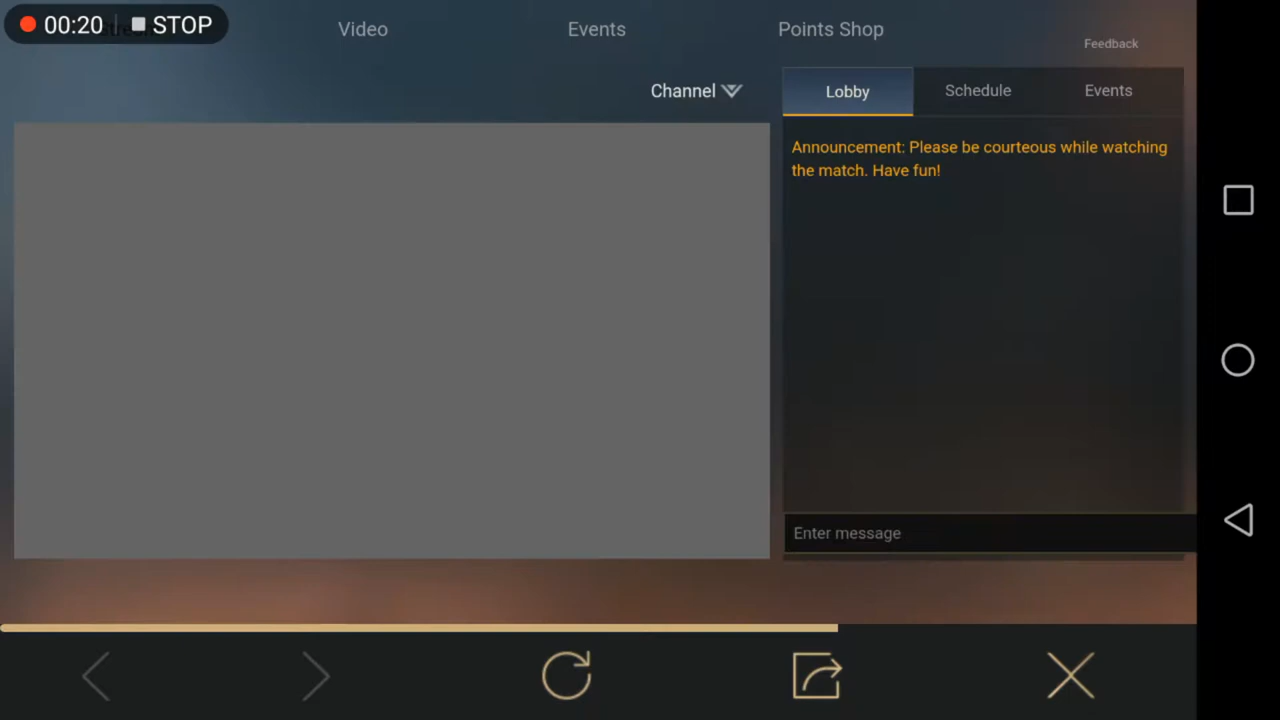 00:20 STOP
Video
Events
Points Shop
Feedback
Channel
Lobby
Schedule
Events
Announcement: Please be courteous while watching
the match. Have fun!
Enter message